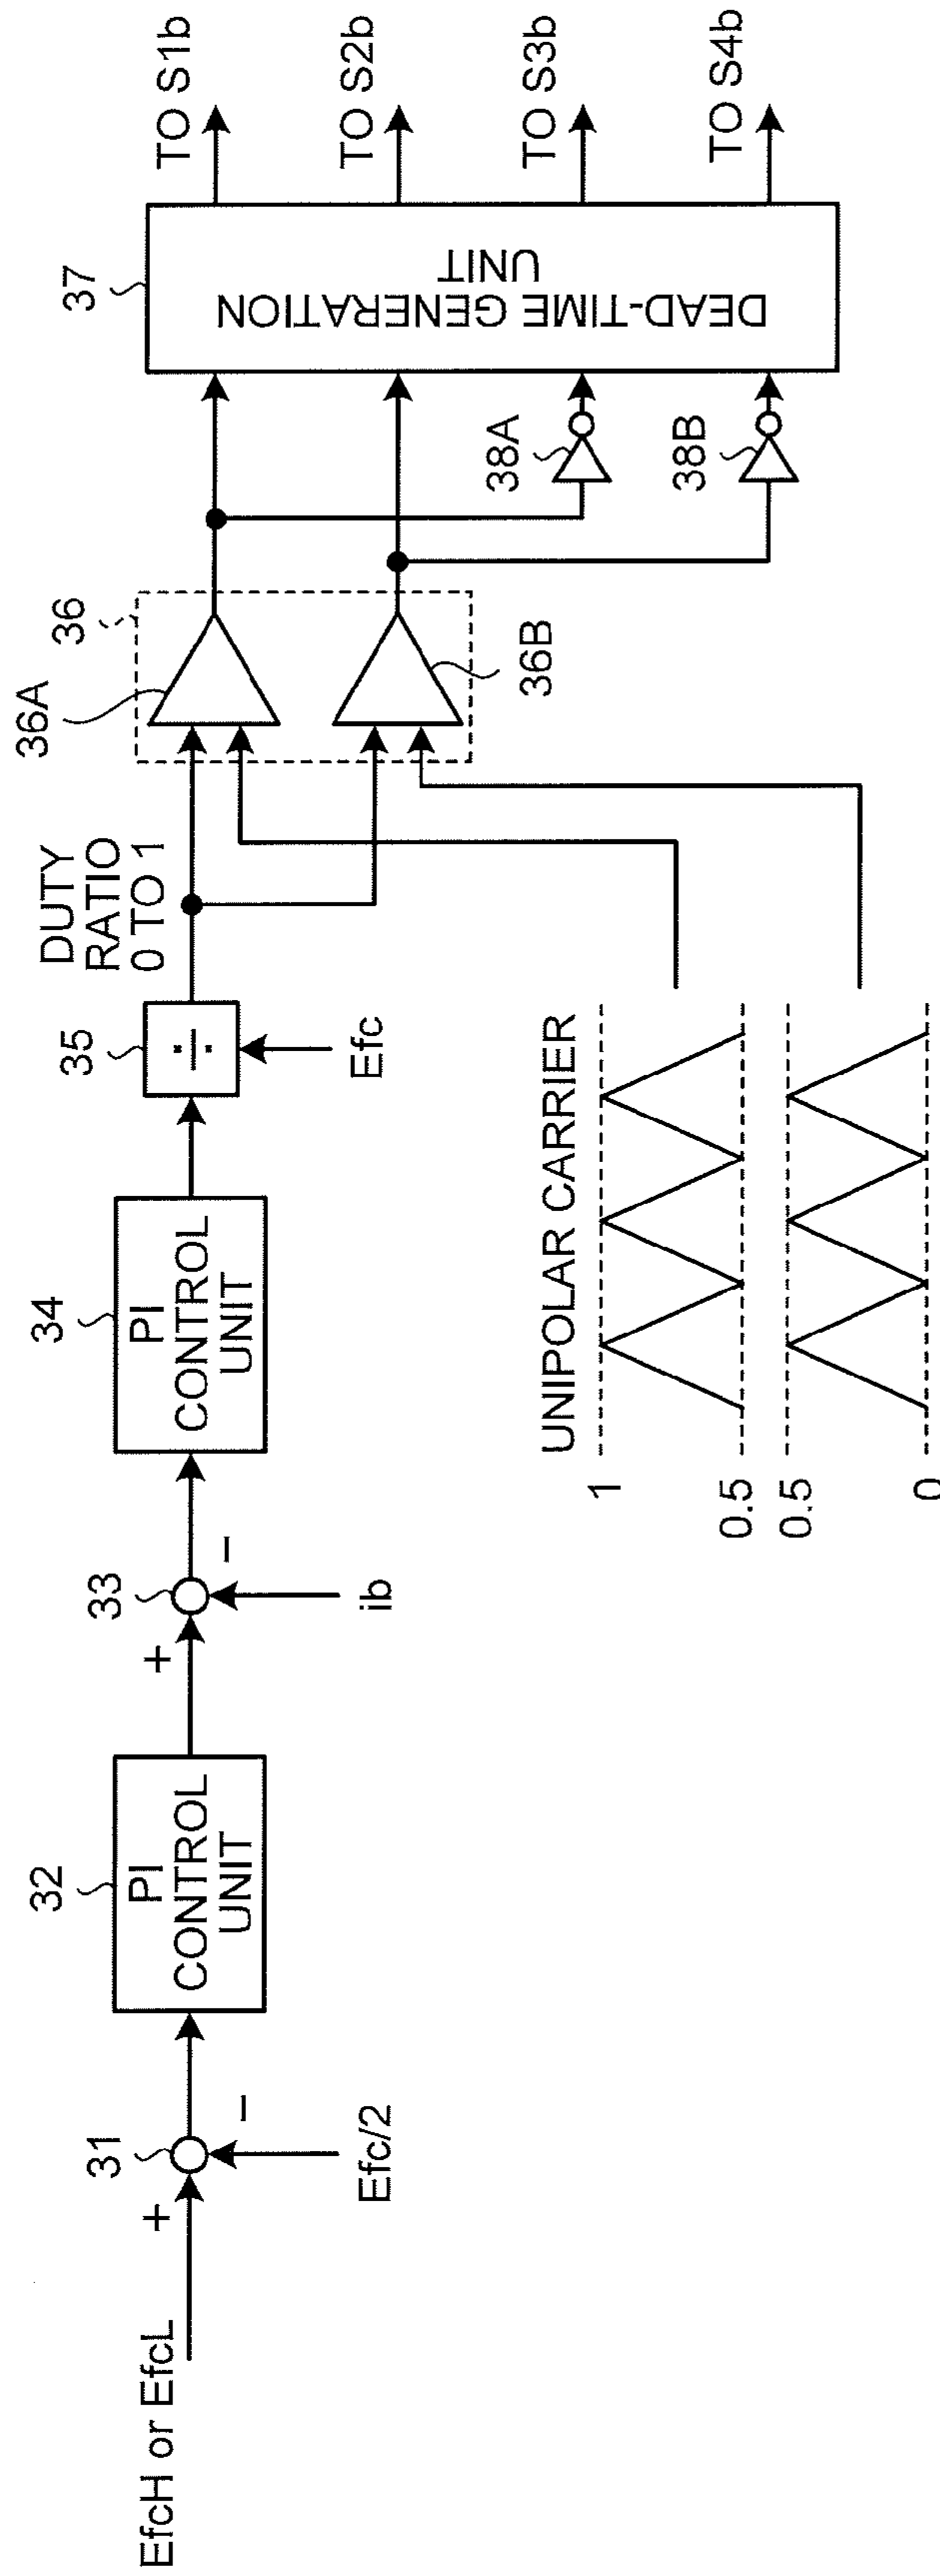 EfcH or EfcL
+
31
−
Efc/2
32
PI
CONTROL
UNIT
+
33
−
ib
34
PI
CONTROL
UNIT
35
÷
Efc
DUTY
RATIO
0 TO 1
UNIPOLAR CARRIER
1
0.5
0.5
0
36A
36
36B
38A
38B
37
DEAD-TIME GENERATION
UNIT
TO S1b
TO S2b
TO S3b
TO S4b